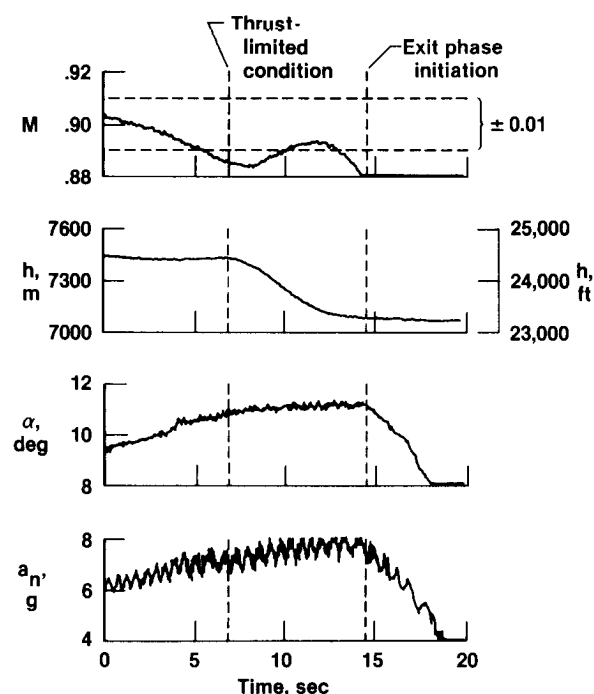 Thrust-
limited
condition
Exit phase
initiation
.92
M .90
.88
± 0.01
7600
h, 7300
m
7000
25,000
24,000 h,
ft
23,000
12
α, 10
deg
8
8
an, 6
g
4
0 5 10 15 20
Time, sec